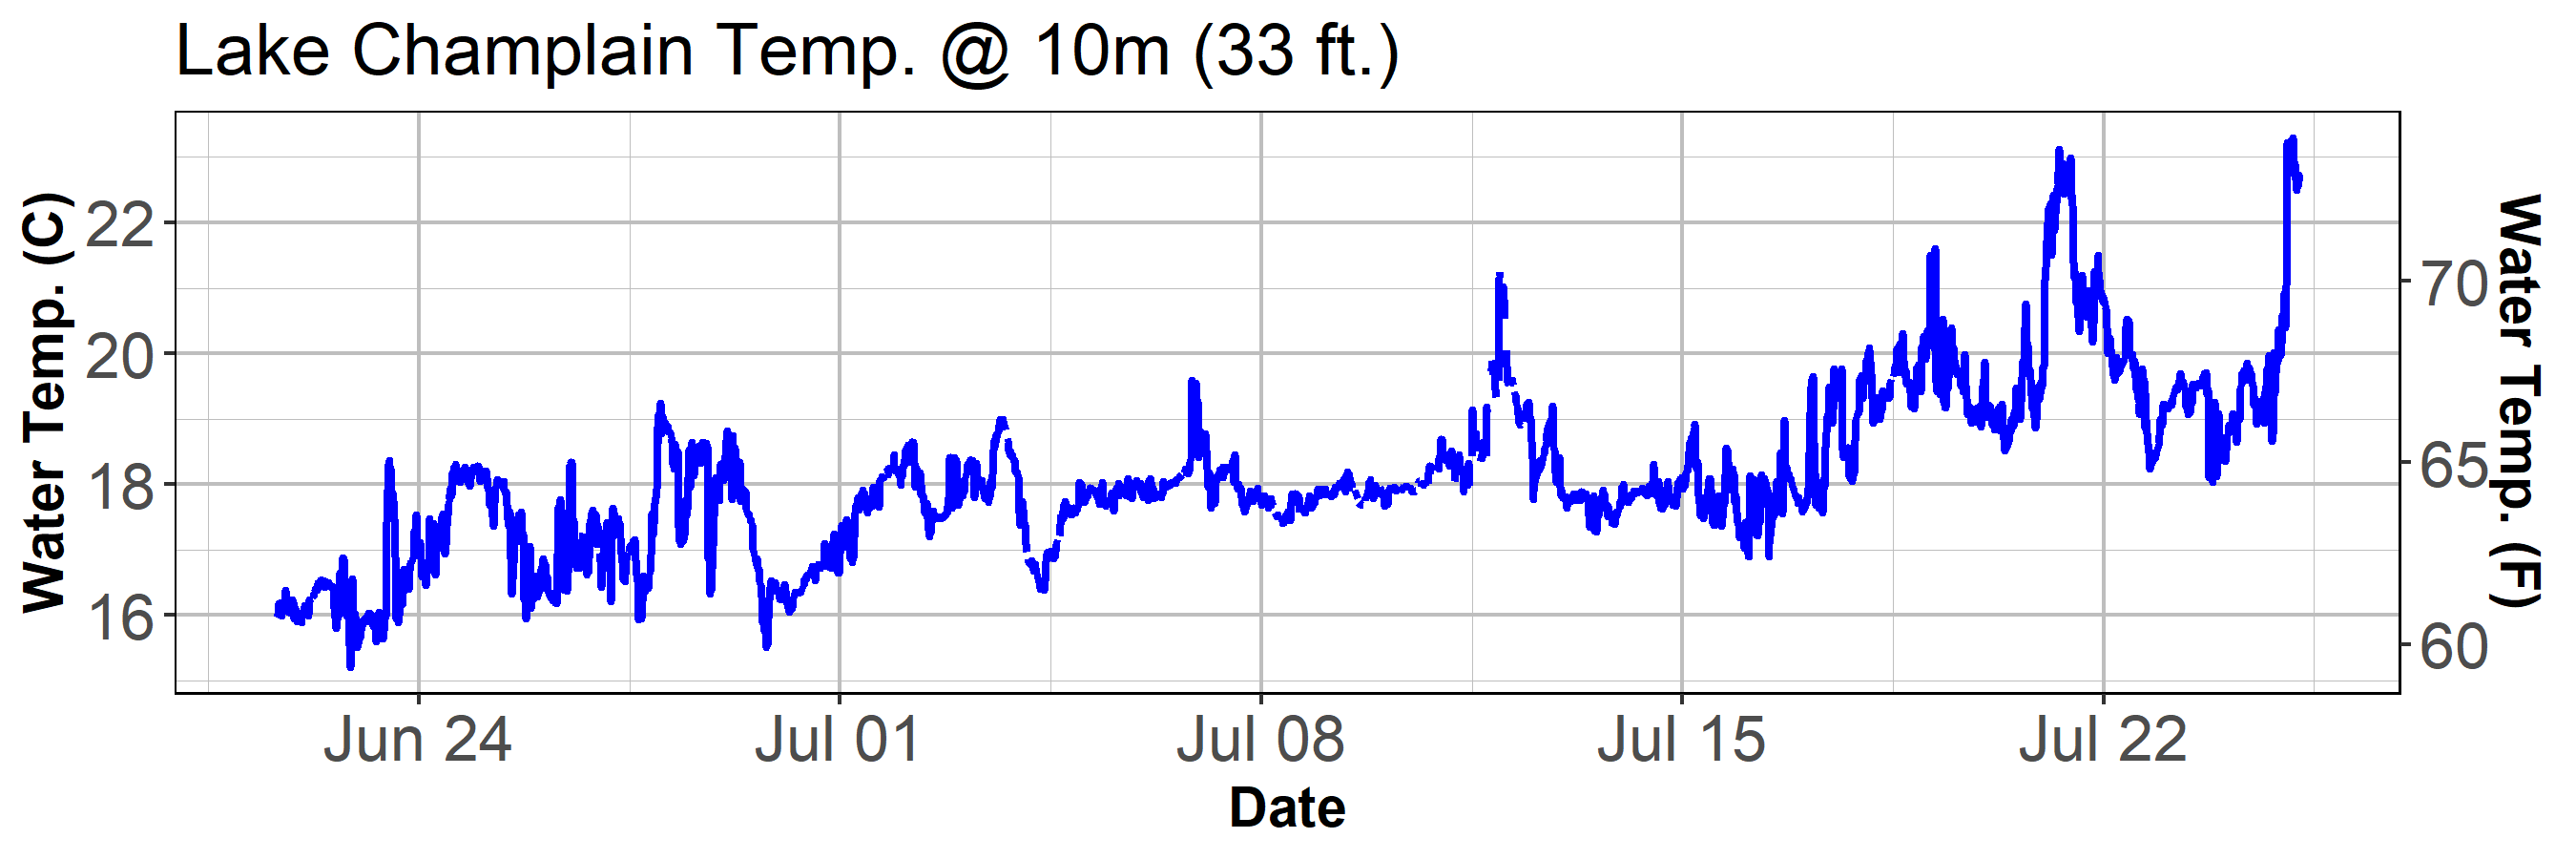 Lake Champlain Temp. @ 10m (33 ft.)
Water Temp. (C)
22
20
18
16
70
65
60
Water Temp. (F)
Jun 24
Jul 01
Jul 08
Jul 15
Jul 22
Date